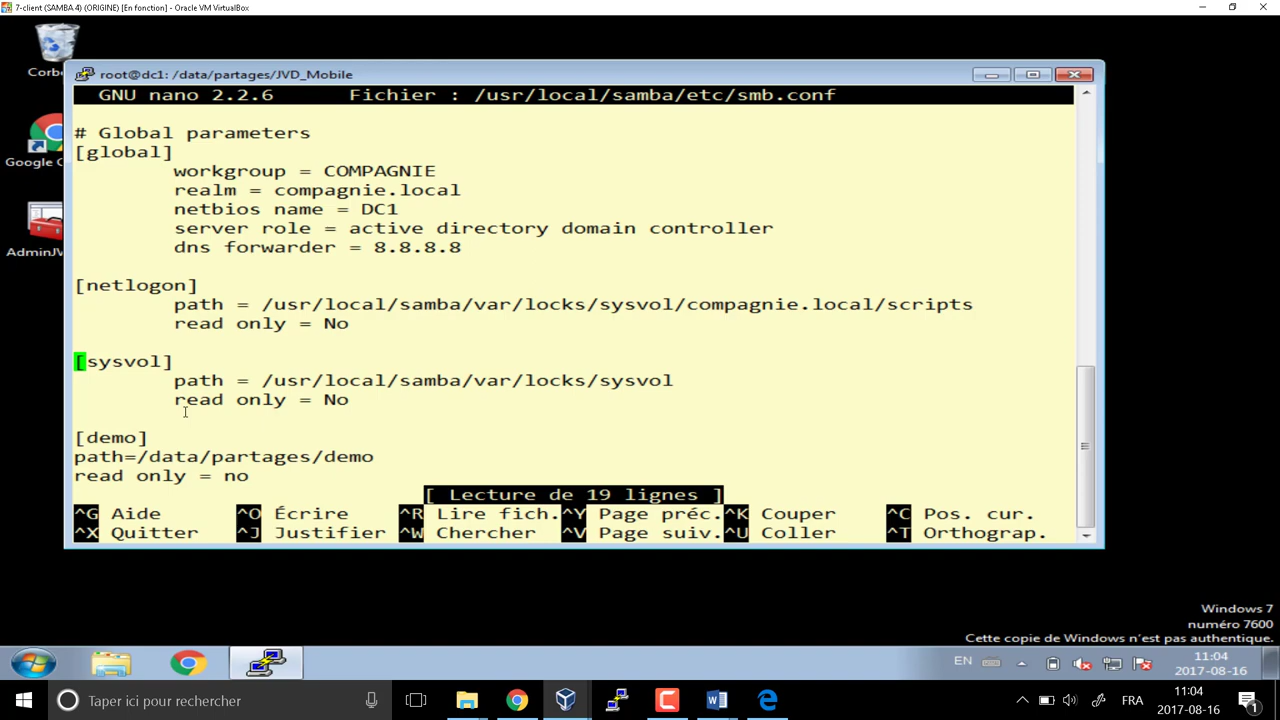 7-client (SAMBA 4) (ORIGINE) [En fonction] - Oracle VM VirtualBox
Corbe
root@dc1: /data/partages/JVD_Mobile
GNU nano 2.2.6 Fichier : /usr/local/samba/etc/smb.conf
# Global parameters
[global]
workgroup = COMPAGNIE
realm = compagnie.local
netbios name = DC1
server role = active directory domain controller
dns forwarder = 8.8.8.8
[netlogon]
path = /usr/local/samba/var/locks/sysvol/compagnie.local/scripts
read only = No
[sysvol]
path = /usr/local/samba/var/locks/sysvol
read only = No
[demo]
path=/data/partages/demo
read only = no
[ Lecture de 19 lignes ]
^G Aide ^O Écrire ^R Lire fich. ^Y Page préc. ^K Couper ^C Pos. cur.
^X Quitter ^J Justifier ^W Chercher ^V Page suiv. ^U Coller ^T Orthograp.
Google C
AdminJV
Windows 7
numéro 7600
Cette copie de Windows n'est pas authentique.
EN
11:04
2017-08-16
Taper ici pour rechercher
FRA
11:04
2017-08-16
1